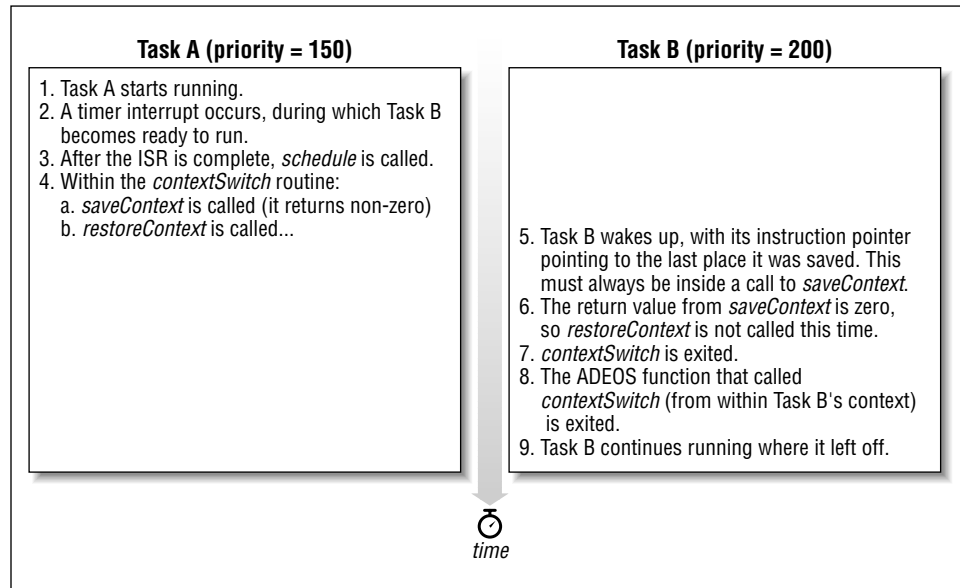 Task A (priority = 150)
1. Task A starts running.
2. A timer interrupt occurs, during which Task B
becomes ready to run.
3. After the ISR is complete, schedule is called.
4. Within the contextSwitch routine:
a. saveContext is called (it returns non-zero)
b. restoreContext is called...
Task B (priority = 200)
5. Task B wakes up, with its instruction pointer
pointing to the last place it was saved. This
must always be inside a call to saveContext.
6. The return value from saveContext is zero,
so restoreContext is not called this time.
7. contextSwitch is exited.
8. The ADEOS function that called
contextSwitch (from within Task B's context)
is exited.
9. Task B continues running where it left off.
time